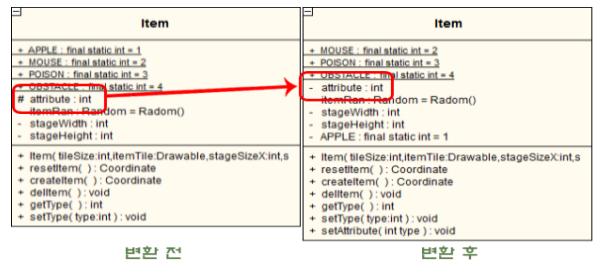 Item
+ APPLE : final static int = 1
+ MOUSE : final static int = 2
+ POISON : final static int = 3
+ OBSTACLE : final static int = 4
# attribute : int
- itemRan : Random = Radom()
- stageWidth : int
- stageHeight : int
+ Item( tileSize:int,itemTile:Drawable,stageSizeX:int,s
+ resetItem( ) : Coordinate
+ createItem( ) : Coordinate
+ delItem( ) : void
+ getType( ) : int
+ setType( type:int ) : void
변환 전
Item
+ MOUSE : final static int = 2
+ POISON : final static int = 3
+ OBSTACLE : final static int = 4
- attribute : int
- itemRan : Random = Radom()
- stageWidth : int
- stageHeight : int
- APPLE : final static int = 1
+ Item( tileSize:int,itemTile:Drawable,stageSizeX:int,s
+ resetItem( ) : Coordinate
+ createItem( ) : Coordinate
+ delItem( ) : void
+ getType( ) : int
+ setType( type:int ) : void
+ setAttribute( int type ) : void
변환 후